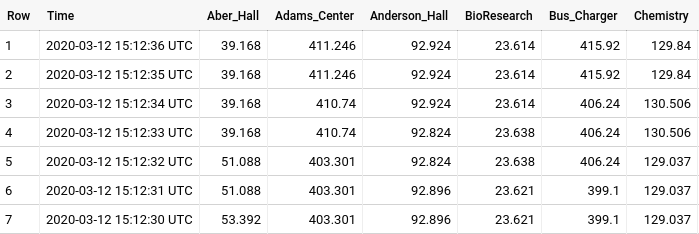 Row Time Aber_Hall Adams_Center Anderson_Hall BioResearch Bus_Charger Chemistry
1 2020-03-12 15:12:36 UTC 39.168 411.246 92.924 23.614 415.92 129.84
2 2020-03-12 15:12:35 UTC 39.168 411.246 92.924 23.614 415.92 129.84
3 2020-03-12 15:12:34 UTC 39.168 410.74 92.924 23.614 406.24 130.506
4 2020-03-12 15:12:33 UTC 39.168 410.74 92.824 23.638 406.24 130.506
5 2020-03-12 15:12:32 UTC 51.088 403.301 92.824 23.638 406.24 129.037
6 2020-03-12 15:12:31 UTC 51.088 403.301 92.896 23.621 399.1 129.037
7 2020-03-12 15:12:30 UTC 53.392 403.301 92.896 23.621 399.1 129.037